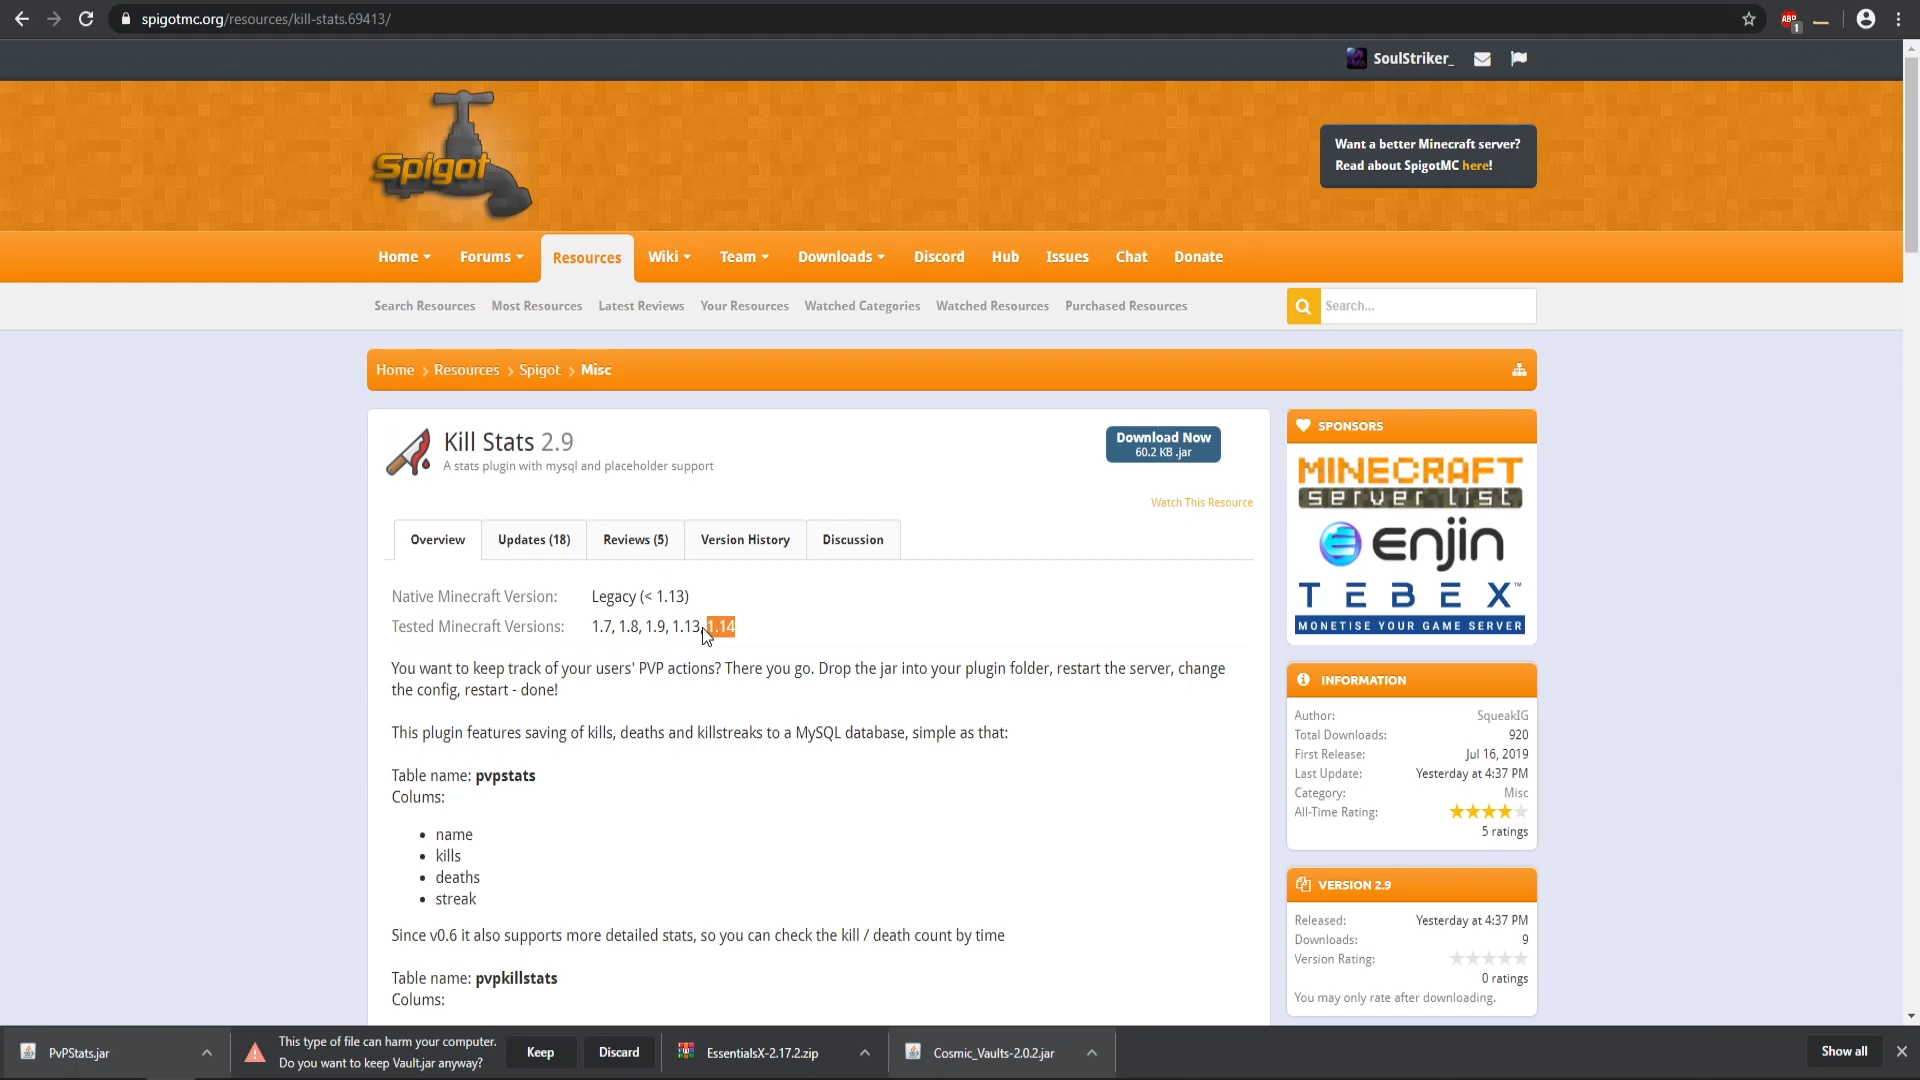 spigotmc.org/resources/kill-stats.69413/
ABP
1
SoulStriker_
Spigot
Want a better Minecraft server?
Read about SpigotMC here!
Home Forums Resources Wiki Team Downloads Discord Hub Issues Chat Donate
Search Resources Most Resources Latest Reviews Your Resources Watched Categories Watched Resources Purchased Resources
Search...
Home Resources Spigot Misc
Kill Stats 2.9
A stats plugin with mysql and placeholder support
Download Now
60.2 KB .jar
Watch This Resource
Overview Updates (18) Reviews (5) Version History Discussion
Native Minecraft Version: Legacy (< 1.13)
Tested Minecraft Versions: 1.7, 1.8, 1.9, 1.13, 1.14
You want to keep track of your users' PVP actions? There you go. Drop the jar into your plugin folder, restart the server, change
the config, restart - done!
This plugin features saving of kills, deaths and killstreaks to a MySQL database, simple as that:
Table name: pvpstats
Colums:
• name
• kills
• deaths
• streak
Since v0.6 it also supports more detailed stats, so you can check the kill / death count by time
Table name: pvpkillstats
Colums:
SPONSORS
MINECRAFT
server list
enjin
TEBEX™
MONETISE YOUR GAME SERVER
INFORMATION
Author: SqueakIG
Total Downloads: 920
First Release: Jul 16, 2019
Last Update: Yesterday at 4:37 PM
Category: Misc
All-Time Rating:
5 ratings
VERSION 2.9
Released: Yesterday at 4:37 PM
Downloads: 9
Version Rating:
0 ratings
You may only rate after downloading.
PvPStats.jar
This type of file can harm your computer.
Do you want to keep Vault.jar anyway?
Keep
Discard
EssentialsX-2.17.2.zip
Cosmic_Vaults-2.0.2.jar
Show all